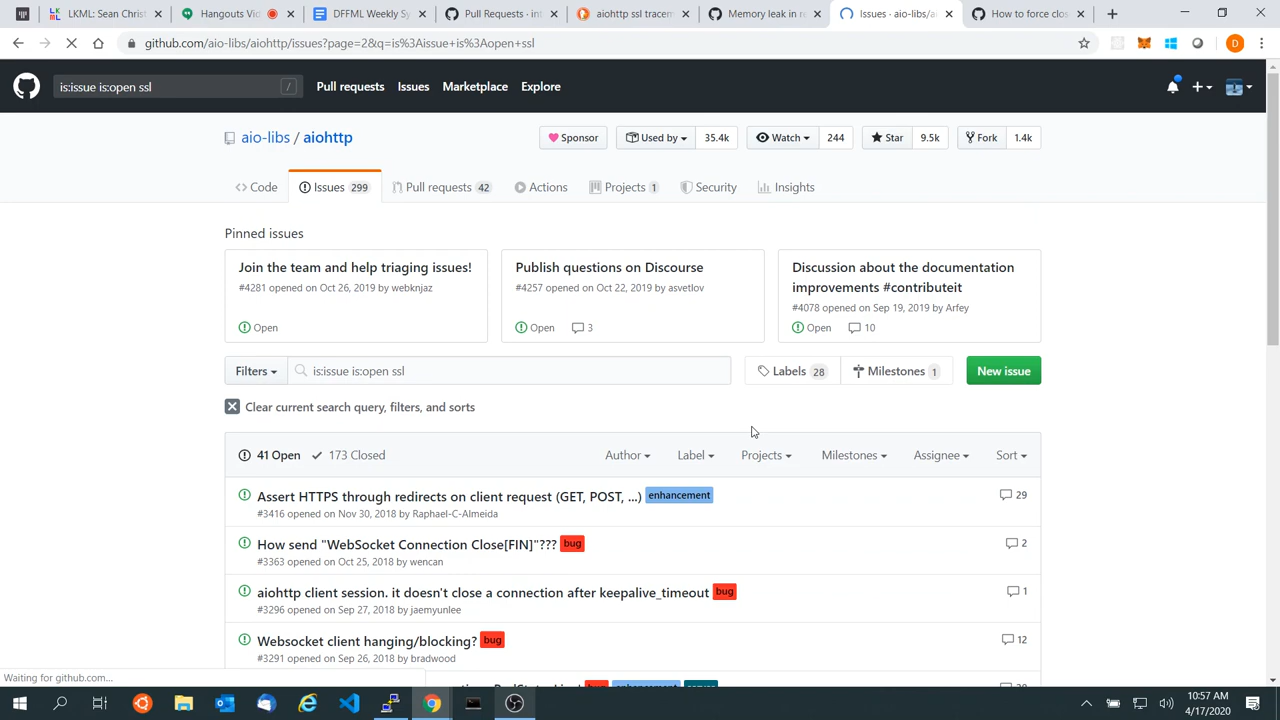 LKML: Sean Christ
Hangouts Vid
DFFML Weekly Sy
Pull Requests · int
aiohttp ssl tracem
Memory leak in re
Issues · aio-libs/ai
How to force clos
github.com/aio-libs/aiohttp/issues?page=2&q=is%3Aissue+is%3Aopen+ssl
D
is:issue is:open ssl
/
Pull requests
Issues
Marketplace
Explore
aio-libs / aiohttp
Sponsor
Used by
35.4k
Watch
244
Star
9.5k
Fork
1.4k
Code
Issues 299
Pull requests 42
Actions
Projects 1
Security
Insights
Pinned issues
Join the team and help triaging issues!
#4281 opened on Oct 26, 2019 by webknjaz
Open
Publish questions on Discourse
#4257 opened on Oct 22, 2019 by asvetlov
Open 3
Discussion about the documentation
improvements #contributeit
#4078 opened on Sep 19, 2019 by Arfey
Open 10
Filters
is:issue is:open ssl
Labels 28
Milestones 1
New issue
Clear current search query, filters, and sorts
41 Open
173 Closed
Author
Label
Projects
Milestones
Assignee
Sort
Assert HTTPS through redirects on client request (GET, POST, ...) enhancement
29
#3416 opened on Nov 30, 2018 by Raphael-C-Almeida
How send "WebSocket Connection Close[FIN]"??? bug
2
#3363 opened on Oct 25, 2018 by wencan
aiohttp client session. it doesn't close a connection after keepalive_timeout bug
1
#3296 opened on Sep 27, 2018 by jaemyunlee
Websocket client hanging/blocking? bug
12
#3291 opened on Sep 26, 2018 by bradwood
Waiting for github.com...
10:57 AM
4/17/2020